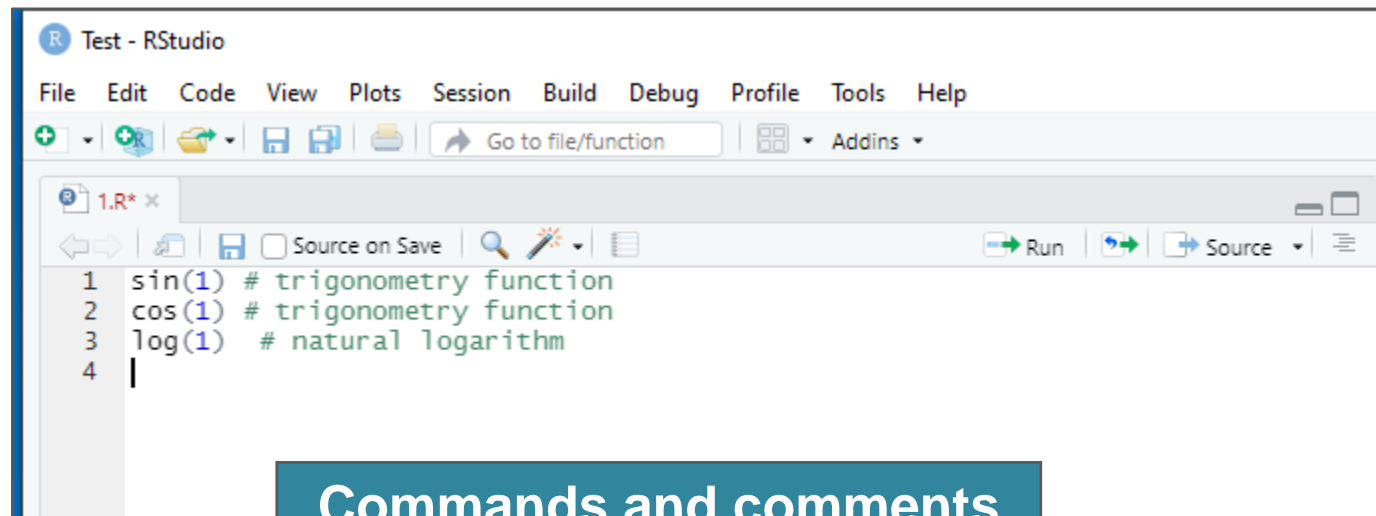 R Test - RStudio
File Edit Code View Plots Session Build Debug Profile Tools Help
R Go to file/function Addins
R 1.R*
Source on Save Run Source
1 sin(1) # trigonometry function
2 cos(1) # trigonometry function
3 log(1)  # natural logarithm
4
Commands and comments